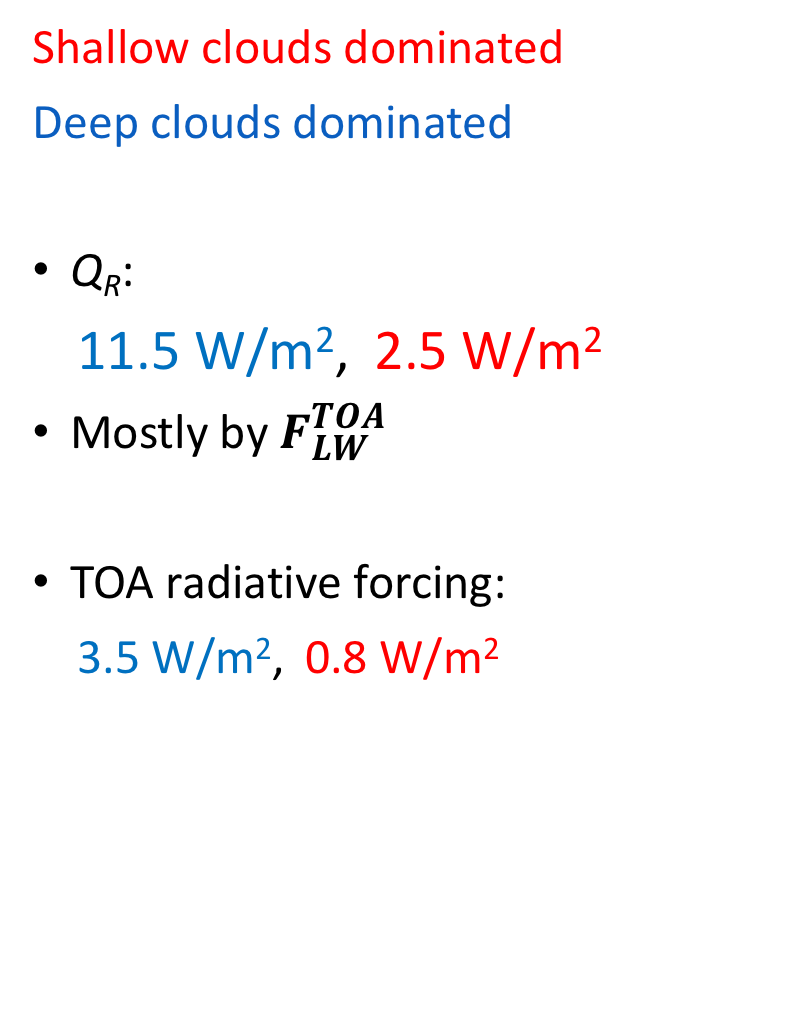 Shallow clouds dominated
Deep clouds dominated
• Q_R:
11.5 W/m², 2.5 W/m²
• Mostly by F_LW^TOA
• TOA radiative forcing:
3.5 W/m², 0.8 W/m²